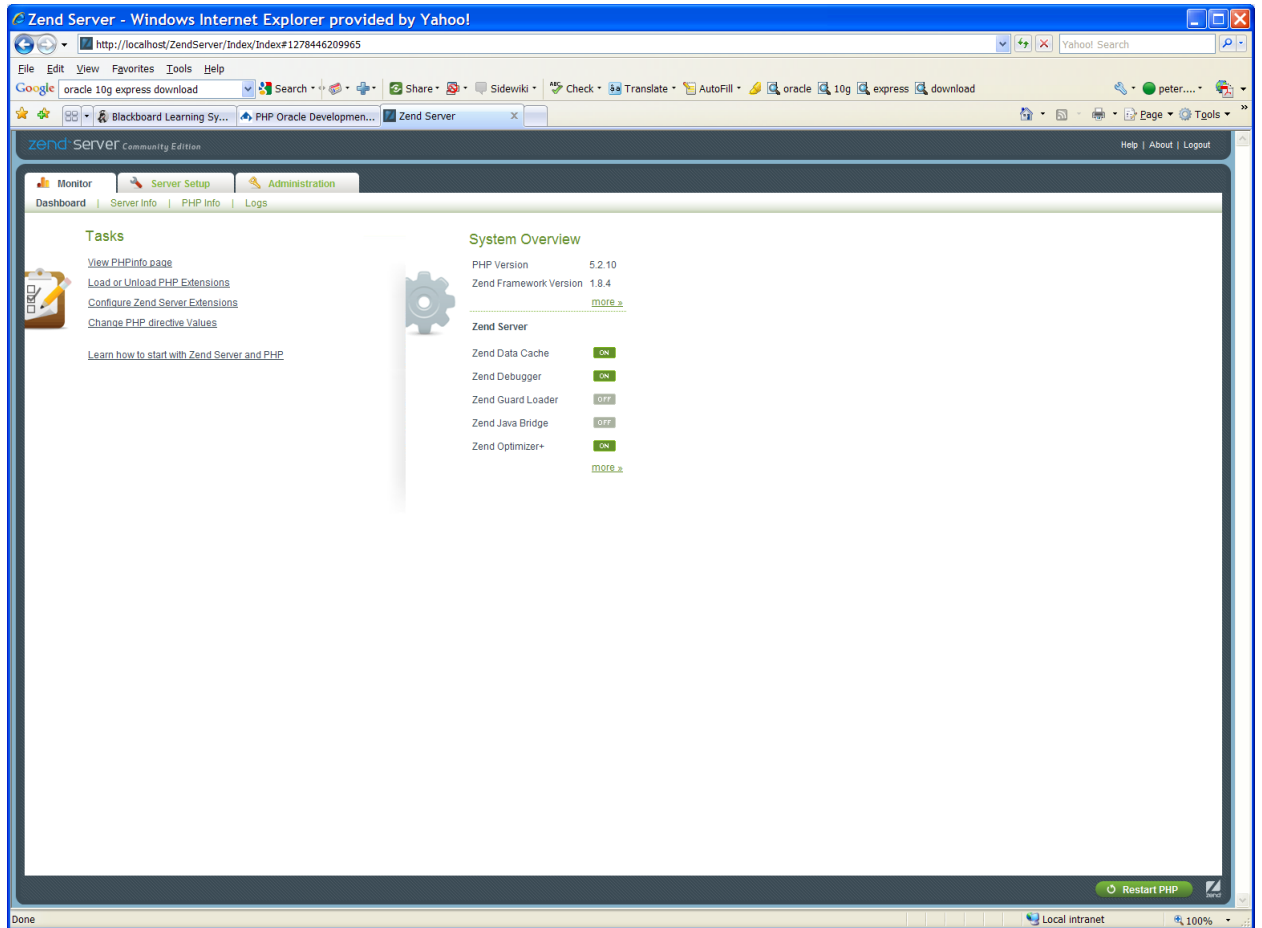 Zend Server - Windows Internet Explorer provided by Yahoo!
http://localhost/ZendServer/Index/Index#1278446209965
Yahoo! Search
File Edit View Favorites Tools Help
Google oracle 10g express download Search Share Sidewiki Check Translate AutoFill oracle 10g express download peter....
Blackboard Learning Sy... PHP Oracle Developmen... Zend Server x Page Tools »
zend server Community Edition
Help | About | Logout
Monitor Server Setup Administration
Dashboard | Server Info | PHP Info | Logs
Tasks
View PHPinfo page
Load or Unload PHP Extensions
Configure Zend Server Extensions
Change PHP directive Values
Learn how to start with Zend Server and PHP
System Overview
PHP Version 5.2.10
Zend Framework Version 1.8.4
more »
Zend Server
Zend Data Cache ON
Zend Debugger ON
Zend Guard Loader OFF
Zend Java Bridge OFF
Zend Optimizer+ ON
more »
Restart PHP
zend
Done
Local intranet
100%